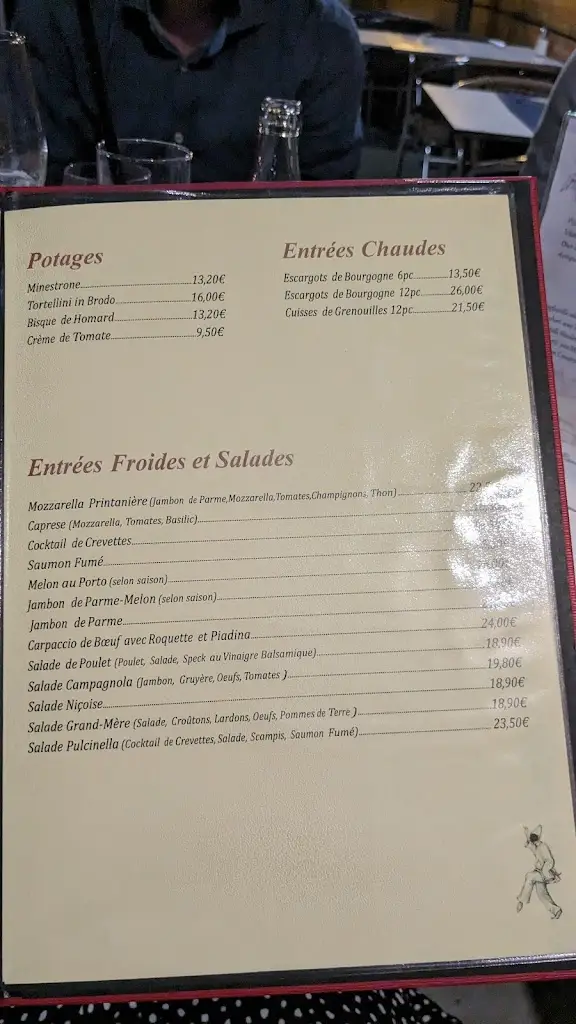 Potages
Minestrone..........13,20€
Tortellini in Brodo..........16,00€
Bisque de Homard..........13,20€
Crème de Tomate..........9,50€
Entrées Chaudes
Escargots de Bourgogne 6pc..........13,50€
Escargots de Bourgogne 12pc..........26,00€
Cuisses de Grenouilles 12pc..........21,50€
Entrées Froides et Salades
Mozzarella Printanière (Jambon de Parme,Mozzarella,Tomates,Champignons, Thon)..........
Caprese (Mozzarella, Tomates, Basilic)..........
Cocktail de Crevettes..........
Saumon Fumé..........
Melon au Porto (selon saison)..........
Jambon de Parme-Melon (selon saison)..........
Jambon de Parme..........
Carpaccio de Bœuf avec Roquette et Piadina..........24,00€
Salade de Poulet (Poulet, Salade, Speck au Vinaigre Balsamique)..........18,90€
Salade Campagnola (Jambon, Gruyère, Oeufs, Tomates )..........19,80€
Salade Niçoise..........18,90€
Salade Grand-Mère (Salade, Croûtons, Lardons, Oeufs, Pommes de Terre )..........18,90€
Salade Pulcinella (Cocktail de Crevettes, Salade, Scampis, Saumon Fumé)..........23,50€